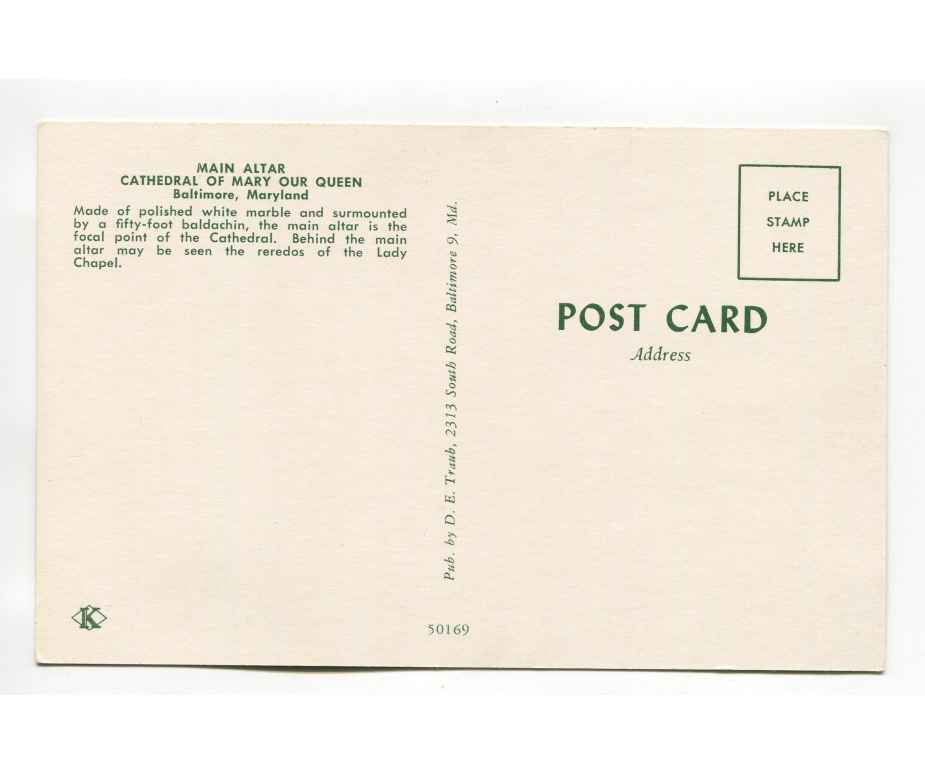 MAIN ALTAR
CATHEDRAL OF MARY OUR QUEEN
Baltimore, Maryland
Made of polished white marble and surmounted
by a fifty-foot baldachin, the main altar is the
focal point of the Cathedral. Behind the main
altar may be seen the reredos of the Lady
Chapel.
K
Pub. by D. E. Traub, 2313 South Road, Baltimore 9, Md.
50169
PLACE
STAMP
HERE
POST CARD
Address